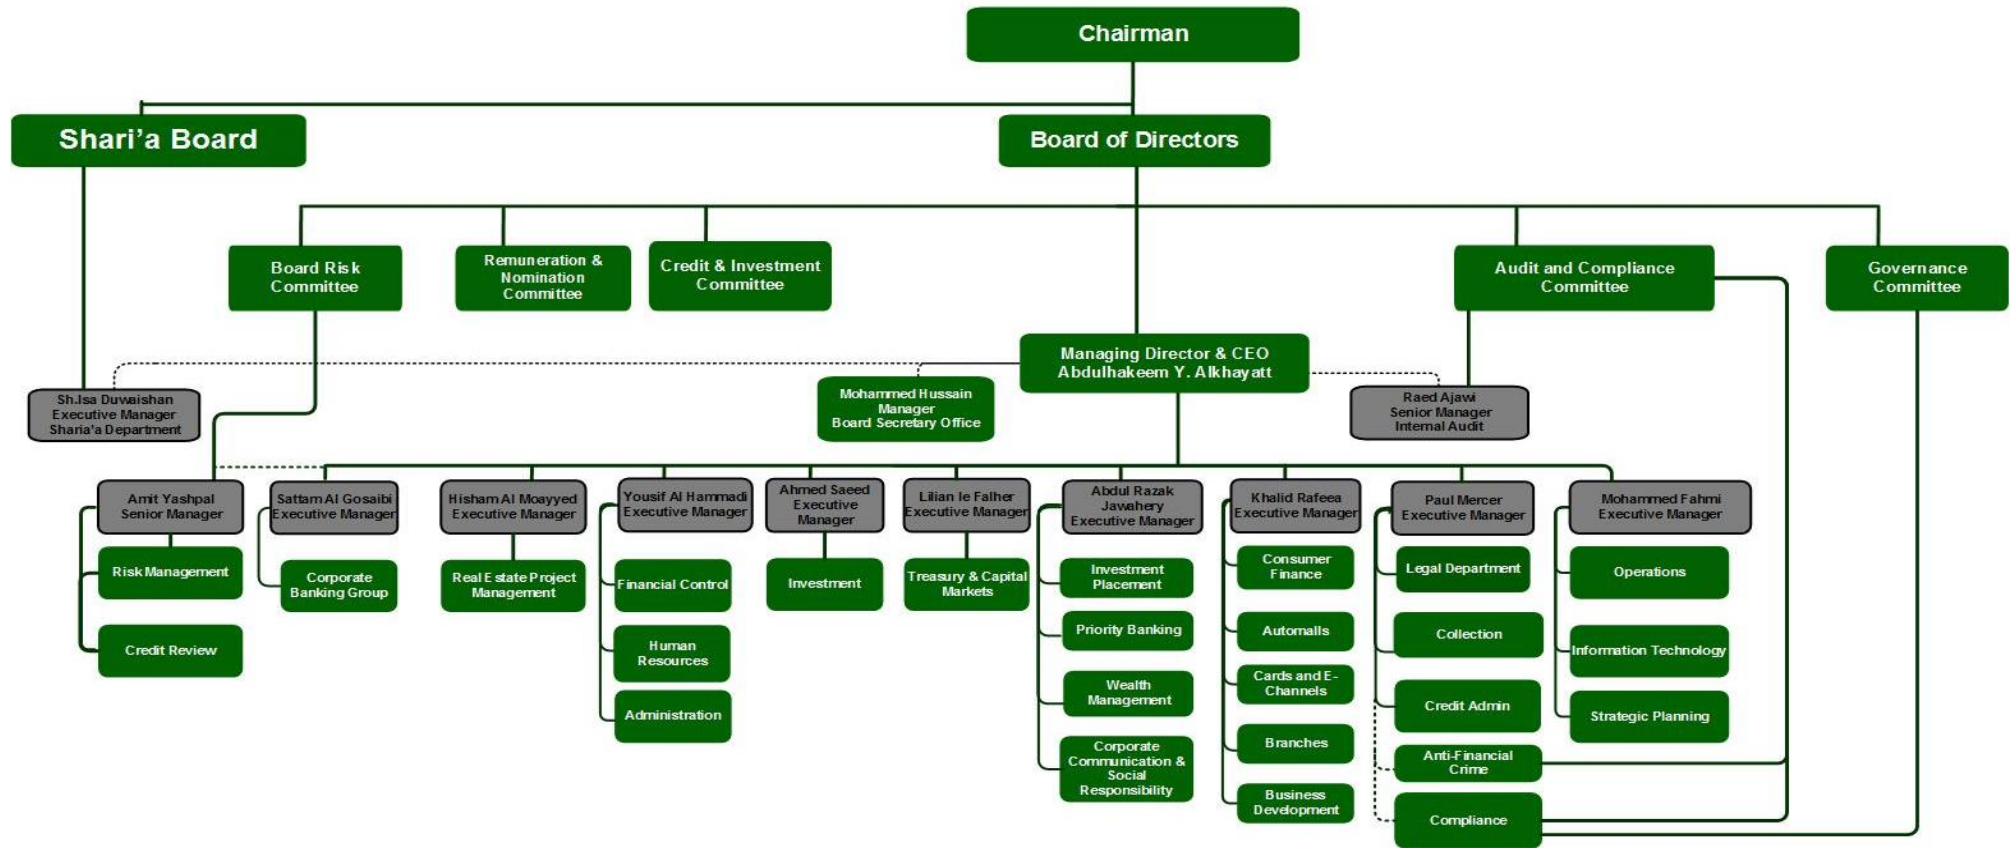 Chairman
Shari'a Board
Board of Directors
Board Risk
Committee
Remuneration &
Nomination
Committee
Credit & Investment
Committee
Audit and Compliance
Committee
Governance
Committee
Managing Director & CEO
Abdulhakeem Y. Alkhayatt
Sh.Isa Duwaishan
Executive Manager
Sharia'a Department
Mohammed Hussain
Manager
Board Secretary Office
Raed Ajawi
Senior Manager
Internal Audit
Amit Yashpal
Senior Manager
Sattam Al Gosaibi
Executive Manager
Hisham Al Moayyed
Executive Manager
Yousif Al Hammadi
Executive Manager
Ahmed Saeed
Executive
Manager
Lilian le Falher
Executive Manager
Abdul Razak
Jawahery
Executive Manager
Khalid Rafeea
Executive Manager
Paul Mercer
Executive Manager
Mohammed Fahmi
Executive Manager
Risk Management
Credit Review
Corporate
Banking Group
Real Estate Project
Management
Financial Control
Human
Resources
Administration
Investment
Treasury & Capital
Markets
Investment
Placement
Priority Banking
Wealth
Management
Corporate
Communication &
Social
Responsibility
Consumer
Finance
Automalls
Cards and E-
Channels
Branches
Business
Development
Legal Department
Collection
Credit Admin
Anti-Financial
Crime
Compliance
Operations
Information Technology
Strategic Planning